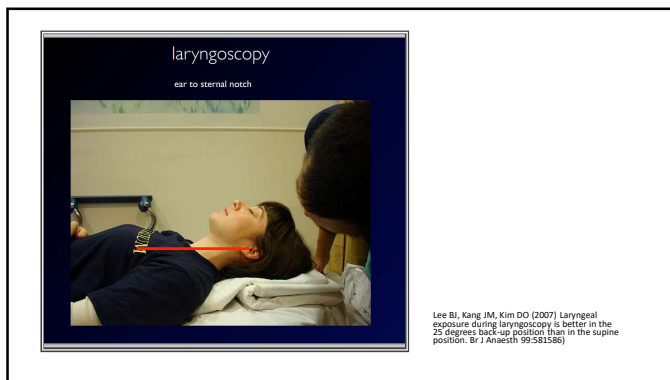 laryngoscopy
ear to sternal notch
Lee BJ, Kang JM, Kim DO (2007) Laryngeal
exposure during laryngoscopy is better in the
25 degrees back-up position than in the supine
position. Br J Anaesth 99:581586)